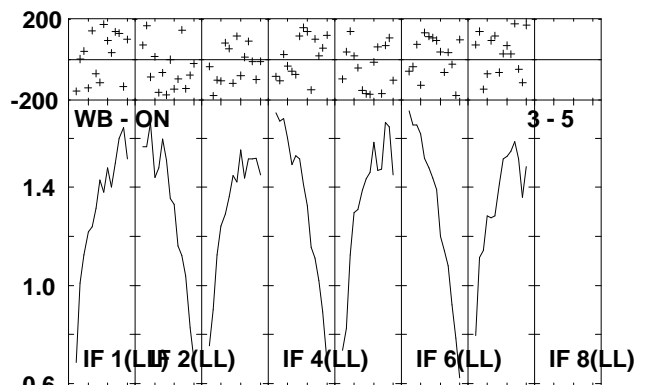 200
-200
WB - ON 3 - 5
1.4
1.0
IF 1(LL) IF 2(LL) IF 4(LL) IF 6(LL) IF 8(LL)
0.6